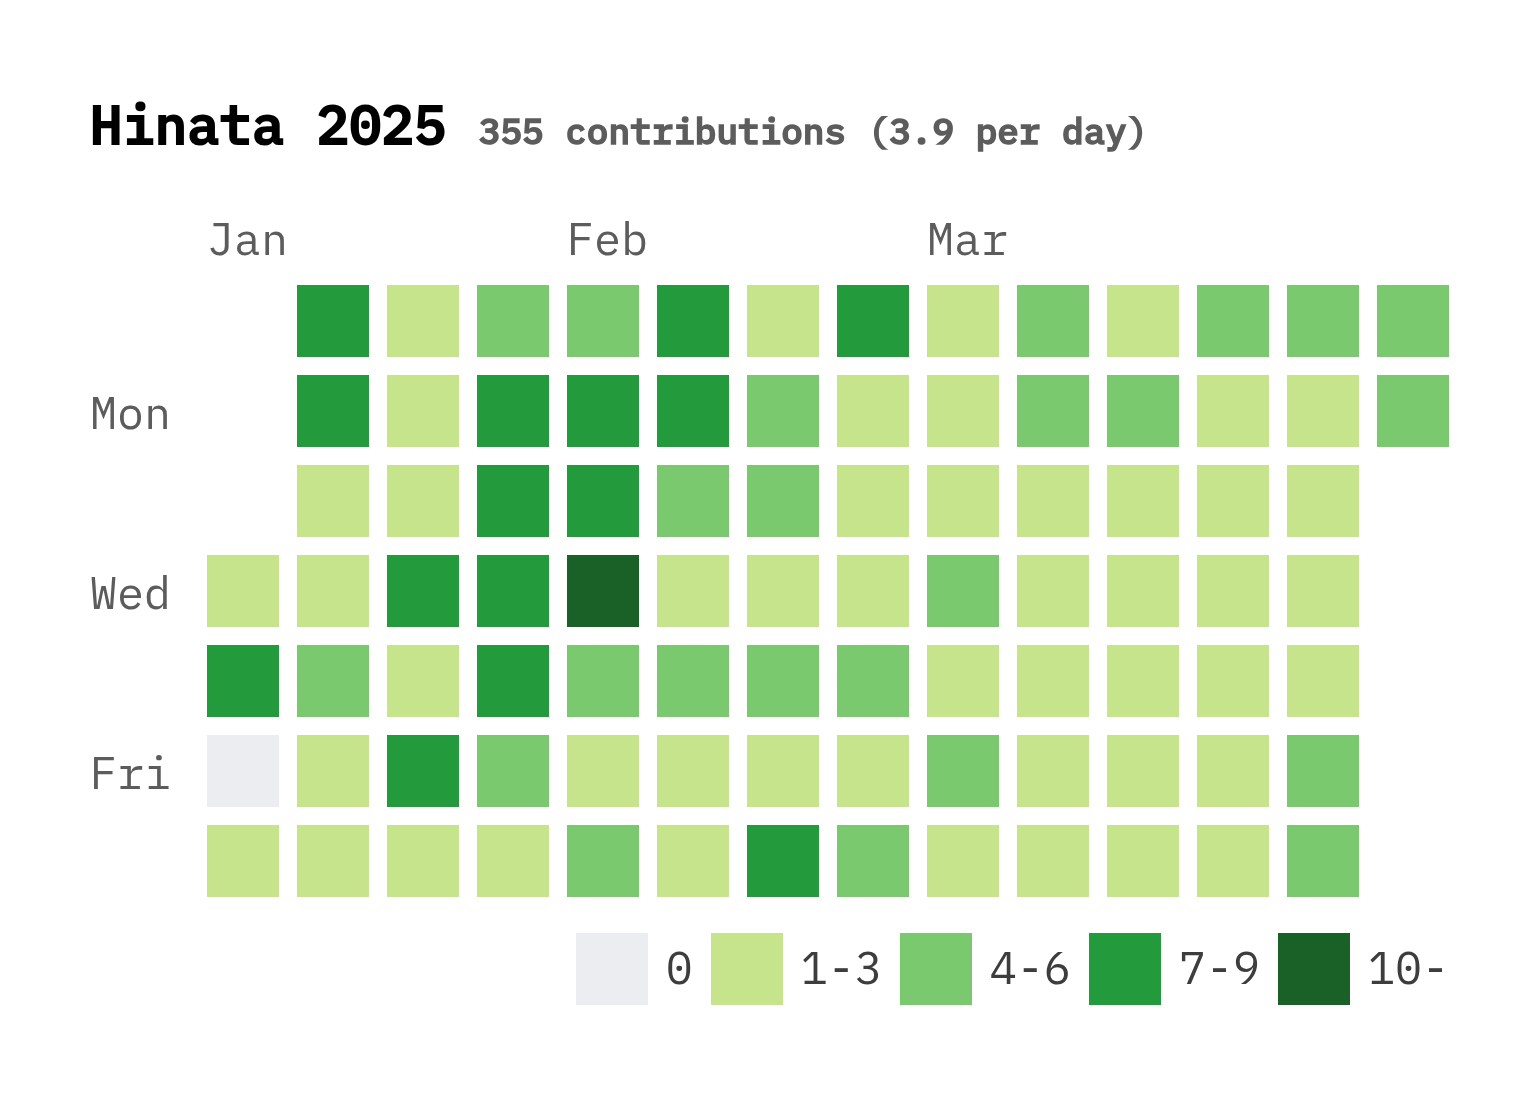 Hinata 2025 355 contributions (3.9 per day)
Jan Feb Mar
Mon
Wed
Fri
0 1-3 4-6 7-9 10-